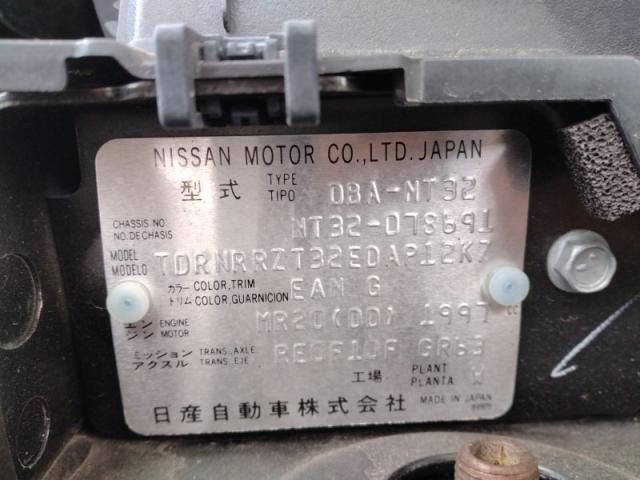 NISSAN MOTOR CO.,LTD. JAPAN
型式 TYPE TIPO DBA-NT32
CHASSIS NO. NO. DE CHASIS NT32-078691
MODEL MODELO TDRNRRZT32EDAP12KZ
カラー COLOR, TRIM トリム COLOR, GUARNICION EAN G
エンジン ENGINE MOTOR MR20(DD) 1997 CC
ミッション TRANS. AXLE アクスル TRANS. EJE RE0F10F GR63
工場 PLANT PLANTA W
日産自動車株式会社 MADE IN JAPAN